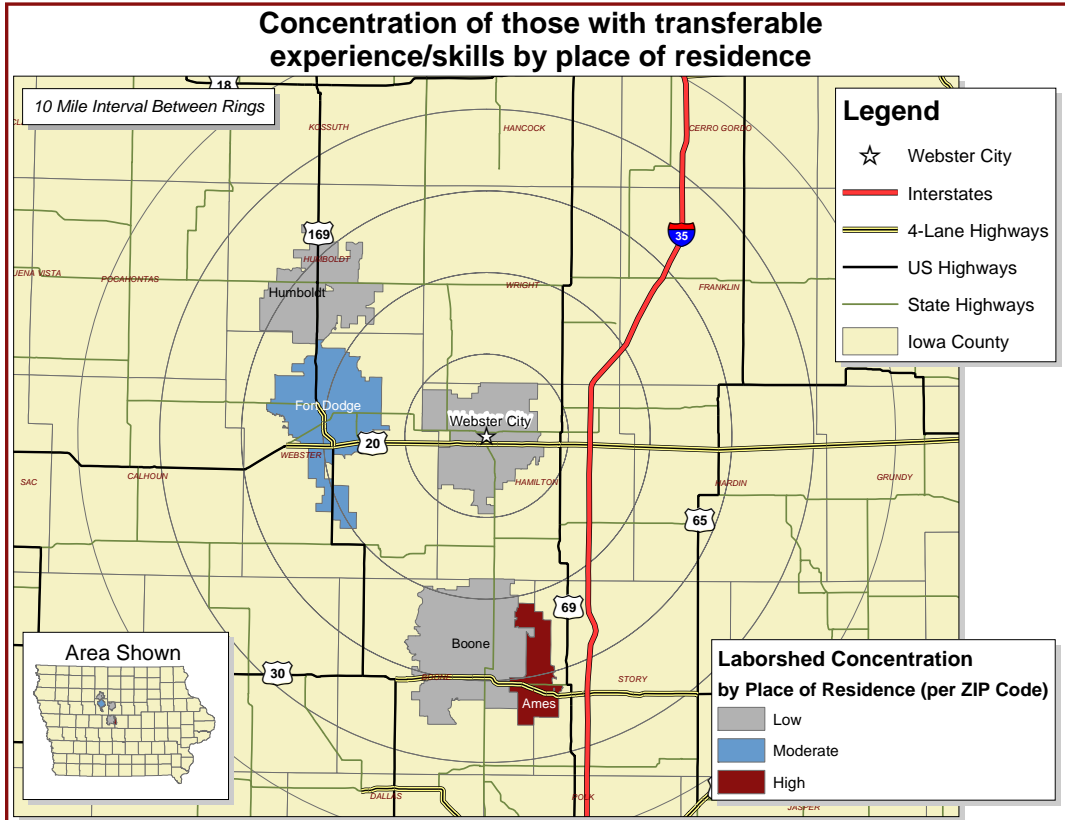 Concentration of those with transferable
experience/skills by place of residence
10 Mile Interval Between Rings
18
KOSSUTH
HANCOCK
CERRO GORDO
Legend
Webster City
Interstates
4-Lane Highways
US Highways
State Highways
Iowa County
169
35
HUMBOLDT
POCAHONTAS
WRIGHT
FRANKLIN
Humboldt
Fort Dodge
Webster City
20
WEBSTER
SAC
CALHOUN
HAMILTON
HARDIN
GRUNDY
65
69
Boone
30
BOONE
STORY
Ames
Area Shown
Laborshed Concentration
by Place of Residence (per ZIP Code)
Low
Moderate
High
DALLAS
POLK
JASPER